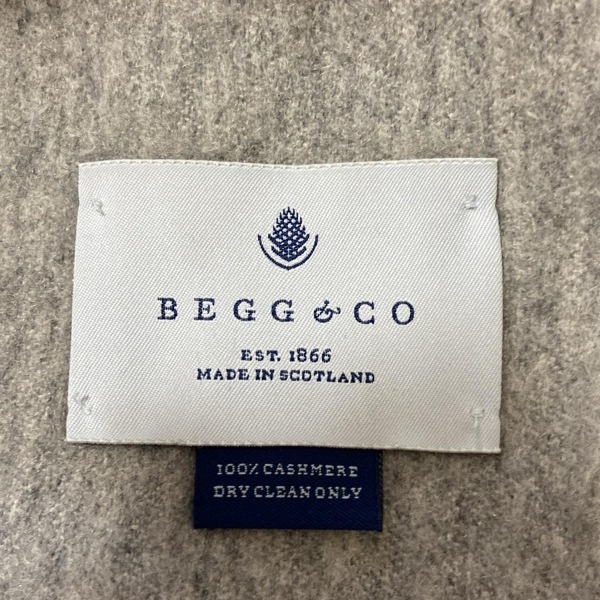 BEGG & CO
EST. 1866
MADE IN SCOTLAND
100% CASHMERE
DRY CLEAN ONLY